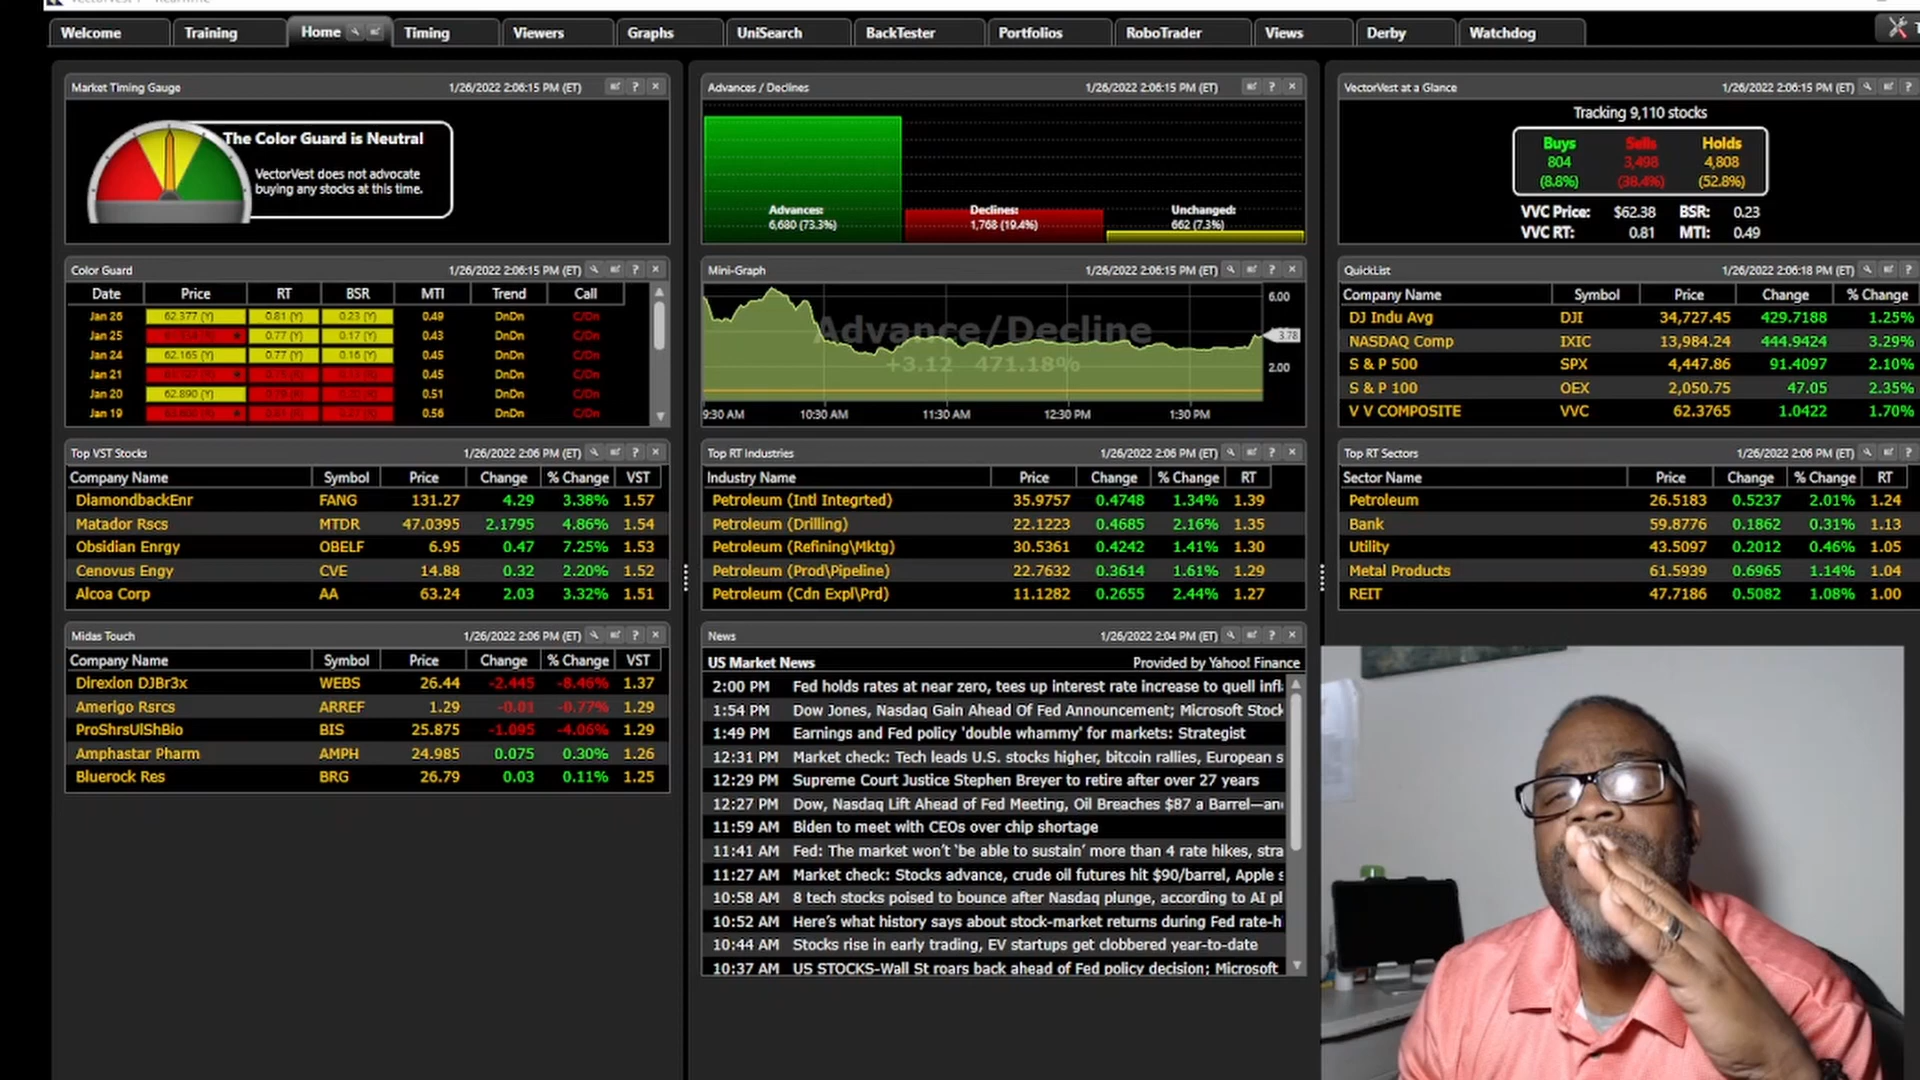 Welcome Training Home Timing Viewers Graphs UniSearch BackTester Portfolios RoboTrader Views Derby Watchdog
Market Timing Gauge 1/26/2022 2:06:15 PM (ET)
The Color Guard is Neutral
VectorVest does not advocate
buying any stocks at this time.
Color Guard 1/26/2022 2:06:15 PM (ET)
Date Price RT BSR MTI Trend Call
Jan 26 62.377 (Y) 0.81 (Y) 0.23 (Y) 0.49 DnDn C/Dn
Jan 25 0.77 (Y) 0.17 (Y) 0.43 DnDn C/Dn
Jan 24 62.165 (Y) 0.77 (Y) 0.16 (Y) 0.45 DnDn C/Dn
Jan 21 0.45 DnDn C/Dn
Jan 20 62.890 (Y) 0.51 DnDn C/Dn
Jan 19 0.56 DnDn C/Dn
Top VST Stocks 1/26/2022 2:06 PM (ET)
Company Name Symbol Price Change % Change VST
DiamondbackEnr FANG 131.27 4.29 3.38% 1.57
Matador Rscs MTDR 47.0395 2.1795 4.86% 1.54
Obsidian Enrgy OBELF 6.95 0.47 7.25% 1.53
Cenovus Engy CVE 14.88 0.32 2.20% 1.52
Alcoa Corp AA 63.24 2.03 3.32% 1.51
Midas Touch 1/26/2022 2:06 PM (ET)
Company Name Symbol Price Change % Change VST
Direxion DJBr3x WEBS 26.44 -2.445 -8.46% 1.37
Amerigo Rsrcs ARREF 1.29 -0.01 -0.77% 1.29
ProShrsUlShBio BIS 25.875 -1.095 -4.06% 1.29
Amphastar Pharm AMPH 24.985 0.075 0.30% 1.26
Bluerock Res BRG 26.79 0.03 0.11% 1.25
Advances / Declines 1/26/2022 2:06:15 PM (ET)
Advances: Declines: Unchanged:
6,680 (73.3%) 1,768 (19.4%) 662 (7.3%)
Mini-Graph 1/26/2022 2:06:15 PM (ET)
6.00
Advance/Decline 3.78
+3.12 471.18% 2.00
9:30 AM 10:30 AM 11:30 AM 12:30 PM 1:30 PM
Top RT Industries 1/26/2022 2:06 PM (ET)
Industry Name Price Change % Change RT
Petroleum (Intl Integrted) 35.9757 0.4748 1.34% 1.39
Petroleum (Drilling) 22.1223 0.4685 2.16% 1.35
Petroleum (Refining\Mktg) 30.5361 0.4242 1.41% 1.30
Petroleum (Prod\Pipeline) 22.7632 0.3614 1.61% 1.29
Petroleum (Cdn Expl\Prd) 11.1282 0.2655 2.44% 1.27
News 1/26/2022 2:04 PM (ET)
US Market News Provided by Yahoo! Finance
2:00 PM Fed holds rates at near zero, tees up interest rate increase to quell infl
1:54 PM Dow Jones, Nasdaq Gain Ahead Of Fed Announcement; Microsoft Stock
1:49 PM Earnings and Fed policy 'double whammy' for markets: Strategist
12:31 PM Market check: Tech leads U.S. stocks higher, bitcoin rallies, European s
12:29 PM Supreme Court Justice Stephen Breyer to retire after over 27 years
12:27 PM Dow, Nasdaq Lift Ahead of Fed Meeting, Oil Breaches $87 a Barrel—and
11:59 AM Biden to meet with CEOs over chip shortage
11:41 AM Fed: The market won't 'be able to sustain' more than 4 rate hikes, stra
11:27 AM Market check: Stocks advance, crude oil futures hit $90/barrel, Apple s
10:58 AM 8 tech stocks poised to bounce after Nasdaq plunge, according to AI pl
10:52 AM Here's what history says about stock-market returns during Fed rate-h
10:44 AM Stocks rise in early trading, EV startups get clobbered year-to-date
10:37 AM US STOCKS-Wall St roars back ahead of Fed policy decision; Microsoft
VectorVest at a Glance 1/26/2022 2:06:15 PM (ET)
Tracking 9,110 stocks
Buys Sells Holds
804 3,498 4,808
(8.8%) (38.4%) (52.8%)
VVC Price: $62.38 BSR: 0.23
VVC RT: 0.81 MTI: 0.49
QuickList 1/26/2022 2:06:18 PM (ET)
Company Name Symbol Price Change % Change
DJ Indu Avg DJI 34,727.45 429.7188 1.25%
NASDAQ Comp IXIC 13,984.24 444.9424 3.29%
S & P 500 SPX 4,447.86 91.4097 2.10%
S & P 100 OEX 2,050.75 47.05 2.35%
V V COMPOSITE VVC 62.3765 1.0422 1.70%
Top RT Sectors 1/26/2022 2:06 PM (ET)
Sector Name Price Change % Change RT
Petroleum 26.5183 0.5237 2.01% 1.24
Bank 59.8776 0.1862 0.31% 1.13
Utility 43.5097 0.2012 0.46% 1.05
Metal Products 61.5939 0.6965 1.14% 1.04
REIT 47.7186 0.5082 1.08% 1.00